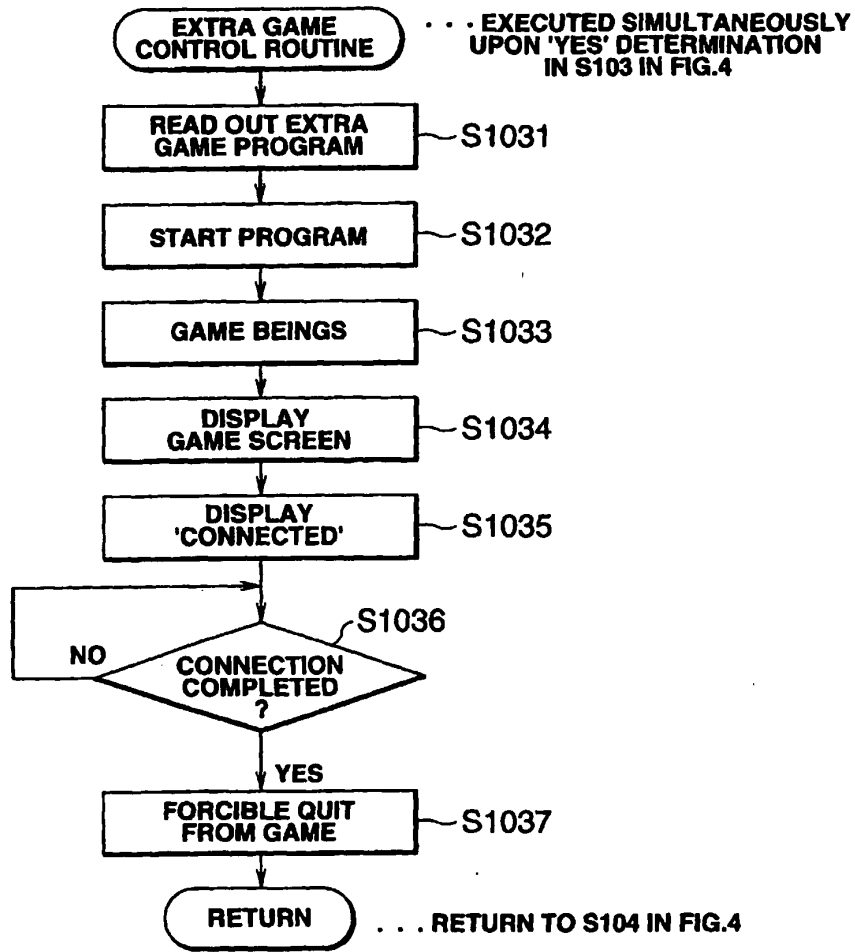 EXTRA GAME
CONTROL ROUTINE
. . . EXECUTED SIMULTANEOUSLY
UPON 'YES' DETERMINATION
IN S103 IN FIG.4
READ OUT EXTRA
GAME PROGRAM
S1031
START PROGRAM
S1032
GAME BEINGS
S1033
DISPLAY
GAME SCREEN
S1034
DISPLAY
'CONNECTED'
S1035
S1036
NO
CONNECTION
COMPLETED
?
YES
FORCIBLE QUIT
FROM GAME
S1037
RETURN
. . . RETURN TO S104 IN FIG.4